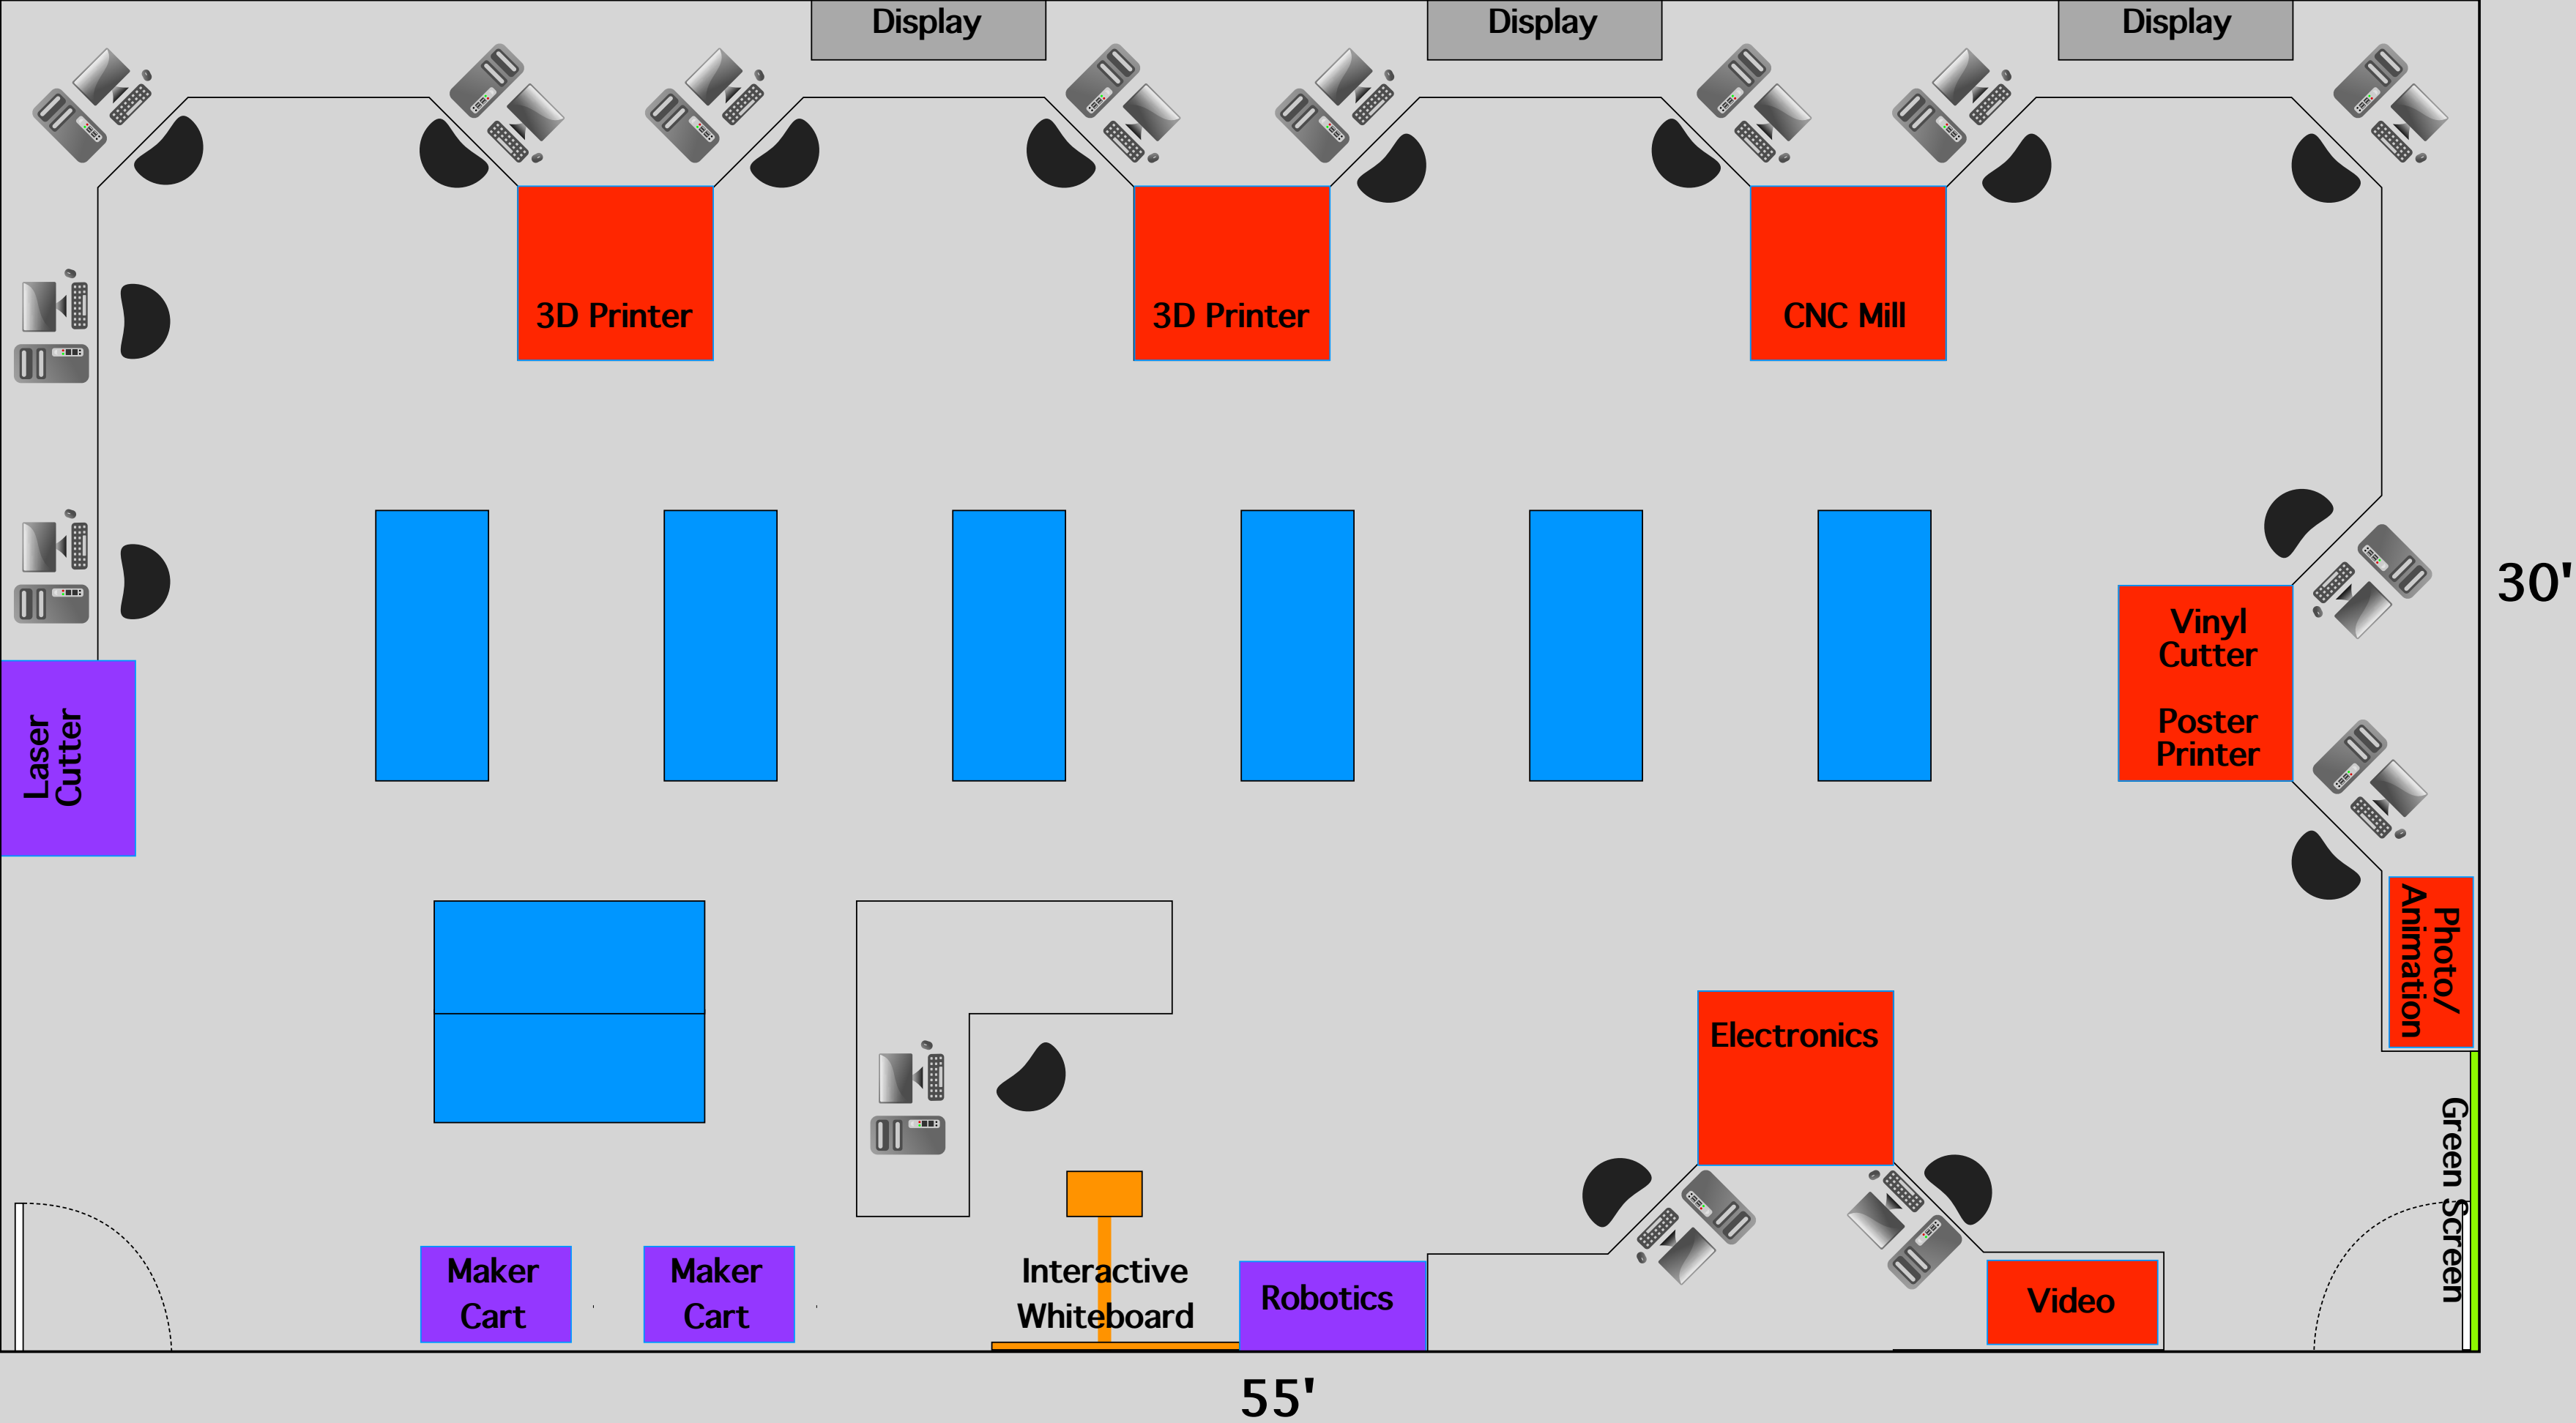 Display
Display
Display
3D Printer
3D Printer
CNC Mill
30'
Vinyl
Cutter
Poster
Printer
Laser
Cutter
Photo/
Animation
Electronics
Green Screen
Maker
Cart
Maker
Cart
Interactive
Whiteboard
Robotics
Video
55'